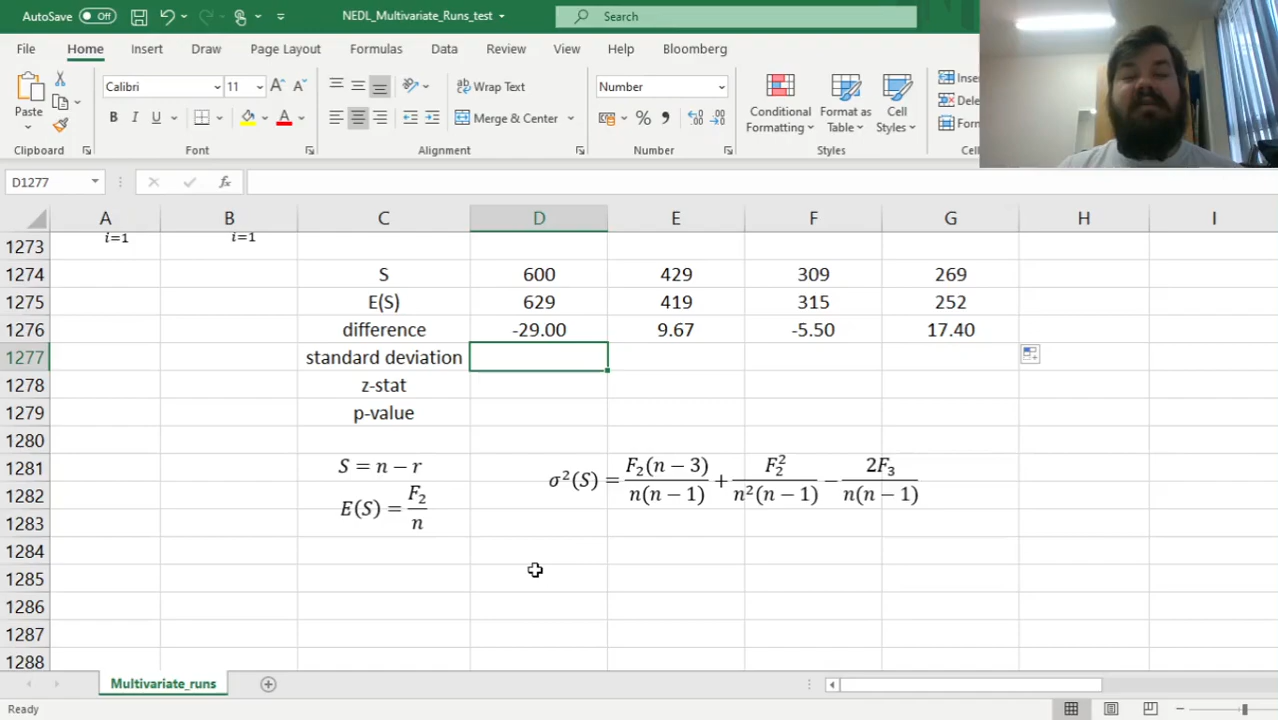 AutoSave Off NEDL_Multivariate_Runs_test Search
File Home Insert Draw Page Layout Formulas Data Review View Help Bloomberg
Paste Calibri 11 Wrap Text Merge & Center Number Conditional Formatting Format as Table Cell Styles
Clipboard Font Alignment Number Styles
D1277 fx
A B C D E F G H I
1273 i=1 i=1
1274 S 600 429 309 269
1275 E(S) 629 419 315 252
1276 difference -29.00 9.67 -5.50 17.40
1277 standard deviation
1278 z-stat
1279 p-value
1280
1281 S = n − r
1282 E(S) = F₂/n σ²(S) = F₂(n − 3)/n(n − 1) + F₂²/n²(n − 1) − 2F₃/n(n − 1)
1283
1284
1285
1286
1287
1288
Multivariate_runs
Ready